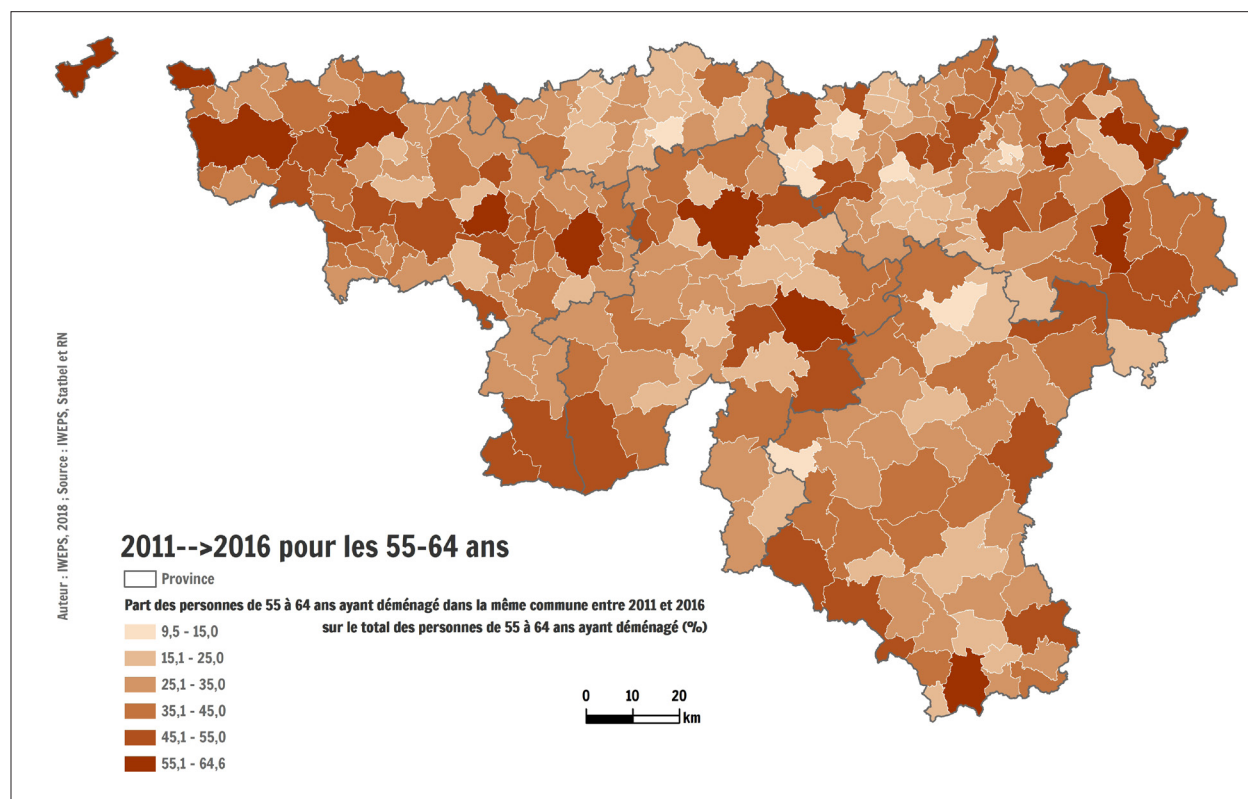 2011-->2016 pour les 55-64 ans
Province
Part des personnes de 55 à 64 ans ayant déménagé dans la même commune entre 2011 et 2016
sur le total des personnes de 55 à 64 ans ayant déménagé (‰)
9,5 - 15,0
15,1 - 25,0
25,1 - 35,0
35,1 - 45,0
45,1 - 55,0
55,1 - 64,6
0 10 20
km
Auteur : IWEPS, 2018 ; Source : IWEPS, Statbel et RN